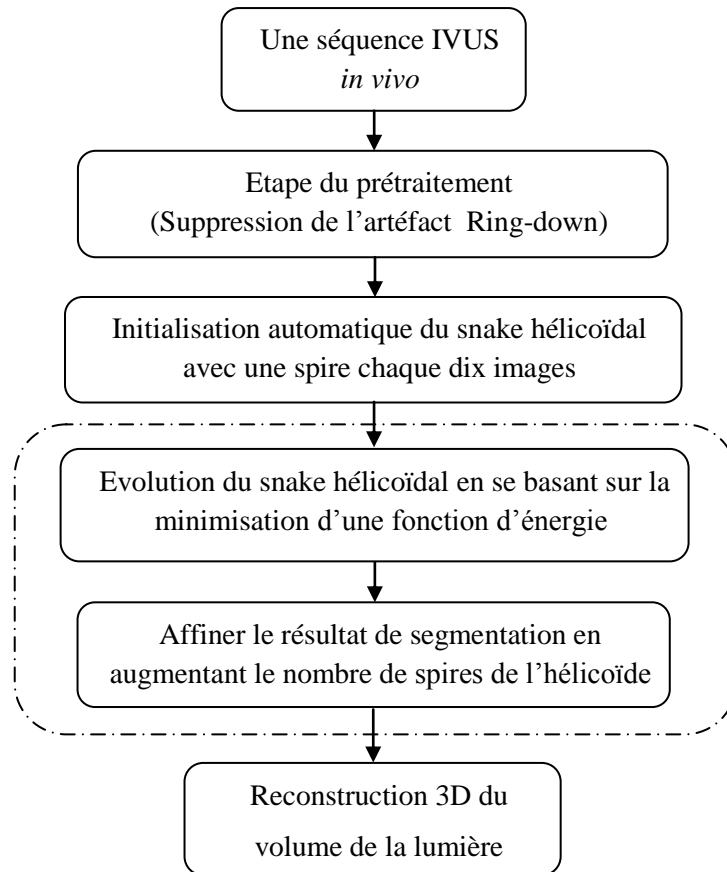 Une séquence IVUS
in vivo
Etape du prétraitement
(Suppression de l’artéfact Ring-down)
Initialisation automatique du snake hélicoïdal
avec une spire chaque dix images
Evolution du snake hélicoïdal en se basant sur la
minimisation d’une fonction d’énergie
Affiner le résultat de segmentation en
augmentant le nombre de spires de l’hélicoïde
Reconstruction 3D du
volume de la lumière